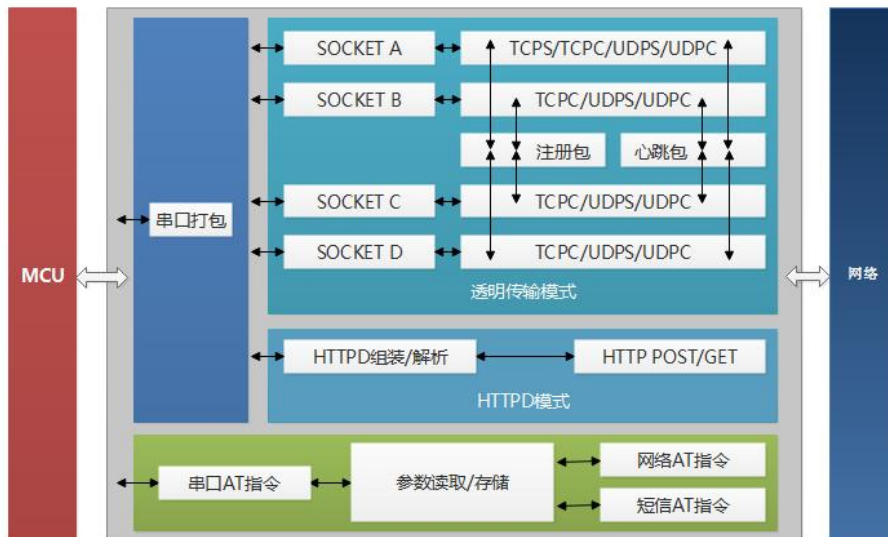 MCU
串口打包
SOCKET A
TCPS/TCPC/UDPS/UDPC
SOCKET B
TCPC/UDPS/UDPC
注册包
心跳包
SOCKET C
TCPC/UDPS/UDPC
SOCKET D
TCPC/UDPS/UDPC
透明传输模式
HTTPD组装/解析
HTTP POST/GET
HTTPD模式
串口AT指令
参数读取/存储
网络AT指令
短信AT指令
网络